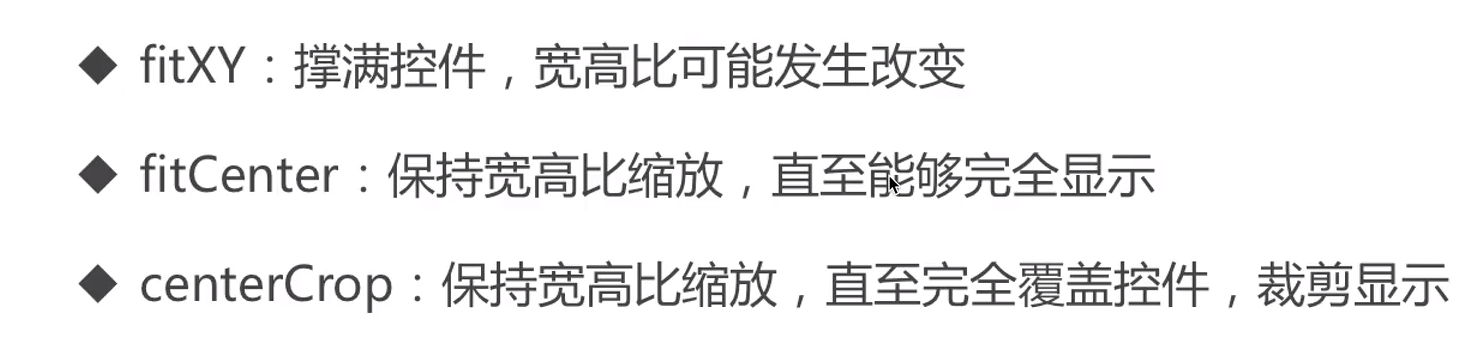 ◆ fitXY：撑满控件，宽高比可能发生改变
◆ fitCenter：保持宽高比缩放，直至能够完全显示
◆ centerCrop：保持宽高比缩放，直至完全覆盖控件，裁剪显示